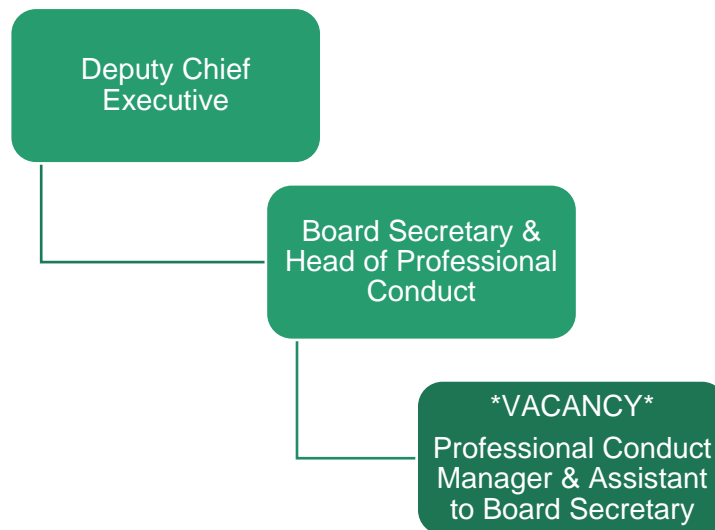 Deputy Chief
Executive
Board Secretary &
Head of Professional
Conduct
*VACANCY*
Professional Conduct
Manager & Assistant
to Board Secretary